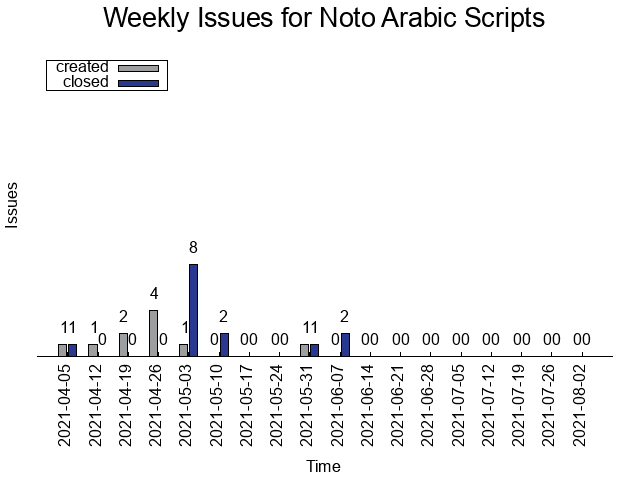 Weekly Issues for Noto Arabic Scripts
created
closed
Issues
8
4
2 2 2
11 1 1 11
0 0 0 0 00 00 0 00 00 00 00 00 00 00 00
2021-04-05
2021-04-12
2021-04-19
2021-04-26
2021-05-03
2021-05-10
2021-05-17
2021-05-24
2021-05-31
2021-06-07
2021-06-14
2021-06-21
2021-06-28
2021-07-05
2021-07-12
2021-07-19
2021-07-26
2021-08-02
Time